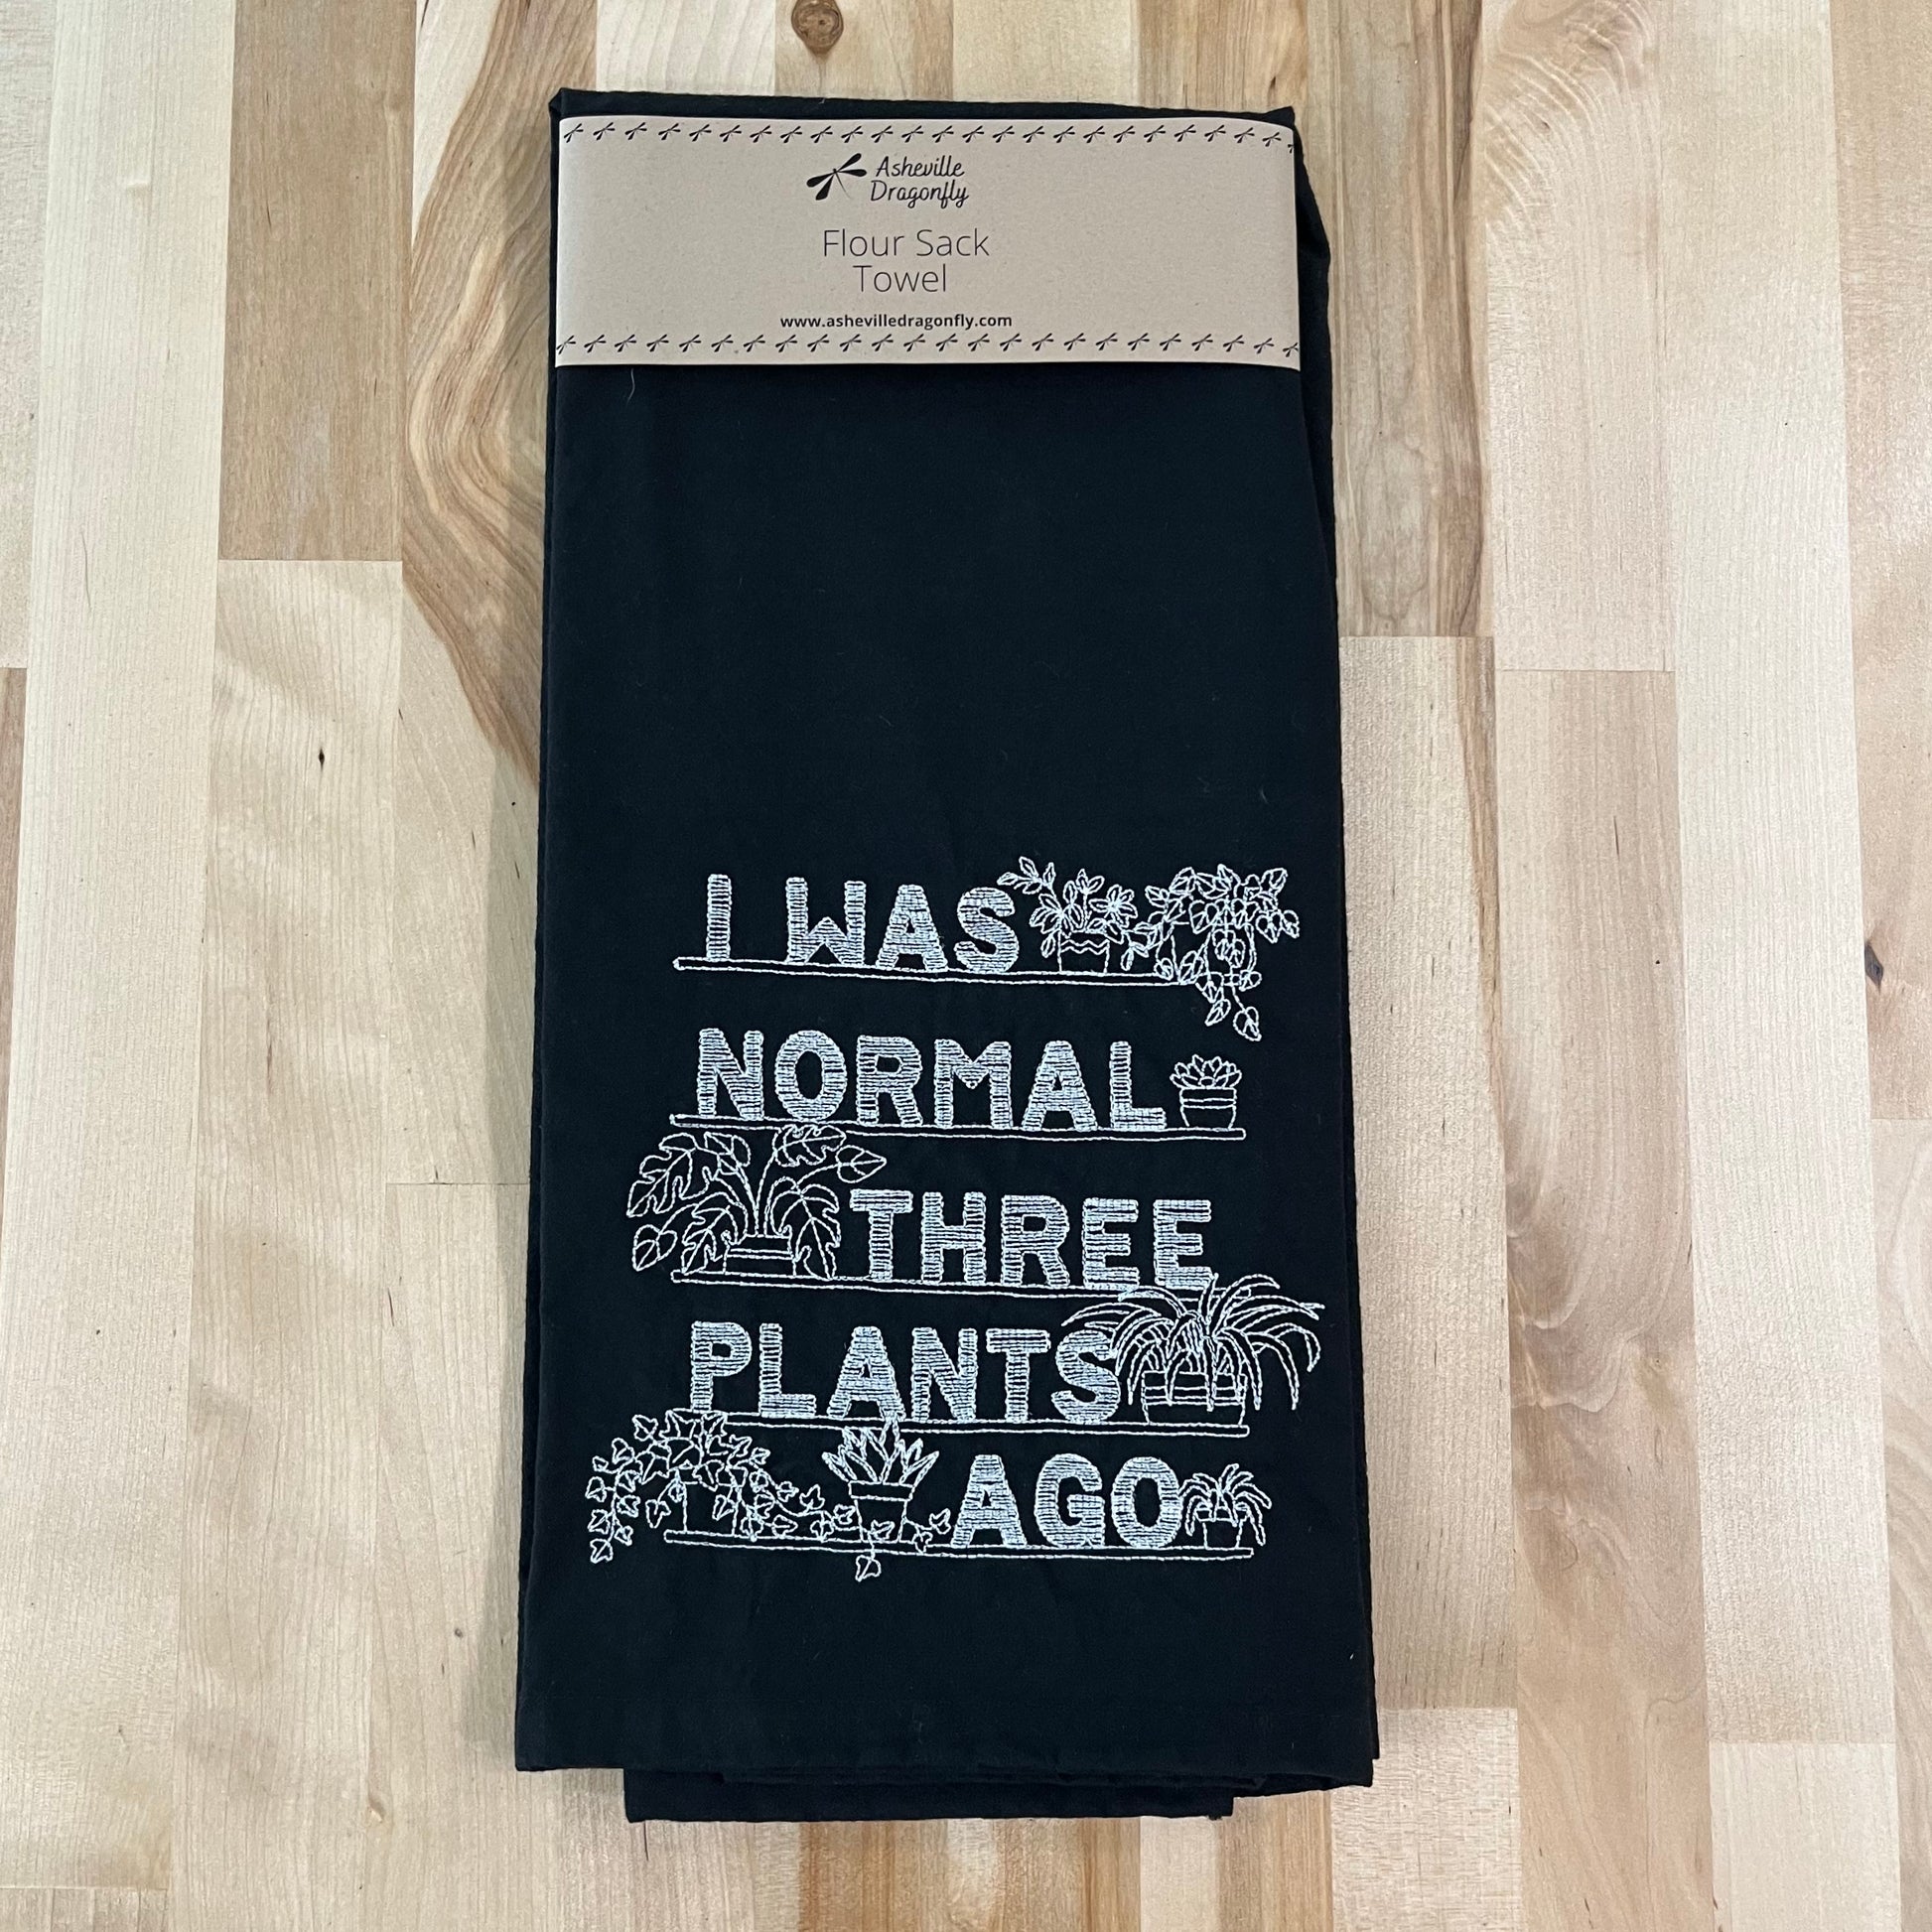 Asheville
Dragonfly
Flour Sack
Towel
www.ashevilledragonfly.com
I WAS
NORMAL
THREE
PLANTS
AGO